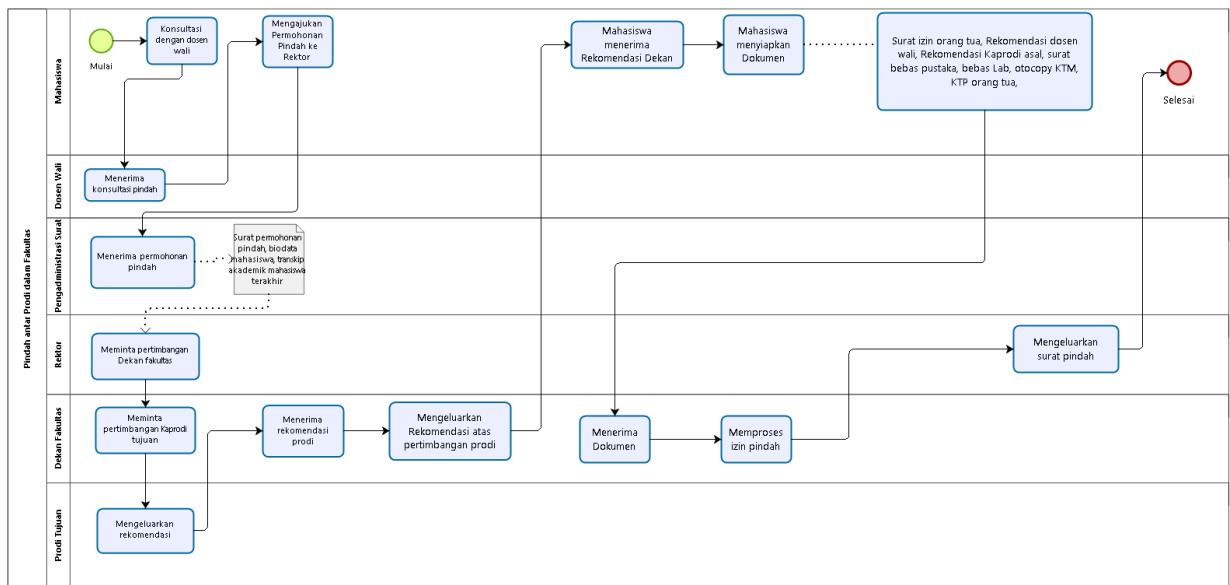 Pindah antar Prodi dalam Fakultas
Mahasiswa
Mulai
Konsultasi
dengan dosen
wali
Mengajukan
Permohonan
Pindah ke
Rektor
Mahasiswa
menerima
Rekomendasi Dekan
Mahasiswa
menyiapkan
Dokumen
Surat izin orang tua, Rekomendasi dosen
wali, Rekomendasi Kaprodi asal, surat
bebas pustaka, bebas Lab, otocopy KTM,
KTP orang tua,
Selesai
Dosen Wali
Menerima
konsultasi pindah
Pengadministrasi Surat
Menerima permohonan
pindah
Surat permohonan
pindah, biodata
mahasiswa, transkip
akademik mahasiswa
terakhir
Rektor
Meminta pertimbangan
Dekan fakultas
Mengeluarkan
surat pindah
Dekan Fakultas
Meminta
pertimbangan Kaprodi
tujuan
Menerima
rekomendasi
prodi
Mengeluarkan
Rekomendasi atas
pertimbangan prodi
Menerima
Dokumen
Memproses
izin pindah
Prodi Tujuan
Mengeluarkan
rekomendasi